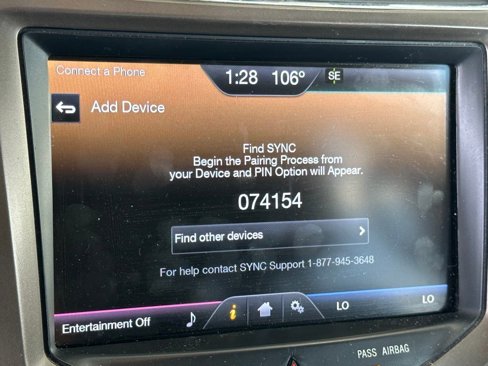 Connect a Phone
1:28 106° SE
Add Device
Find SYNC
Begin the Pairing Process from
your Device and PIN Option will Appear.
074154
Find other devices
For help contact SYNC Support 1-877-945-3648
Entertainment Off
LO LO
PASS AIRBAG